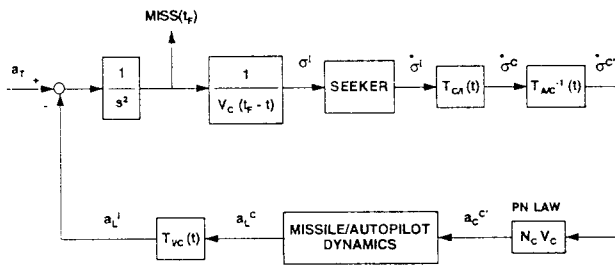 MISS(t_F)
a_T
+
-
1
s²
1
V_C (t_F - t)
σ^i
SEEKER
σ̇^i
T_C/I (t)
σ̇^C
T_A/C^-1 (t)
σ̇^C'
a_L^i
T_I/C (t)
a_L^C
MISSILE/AUTOPILOT
DYNAMICS
a_C^C'
PN LAW
N_C V_C